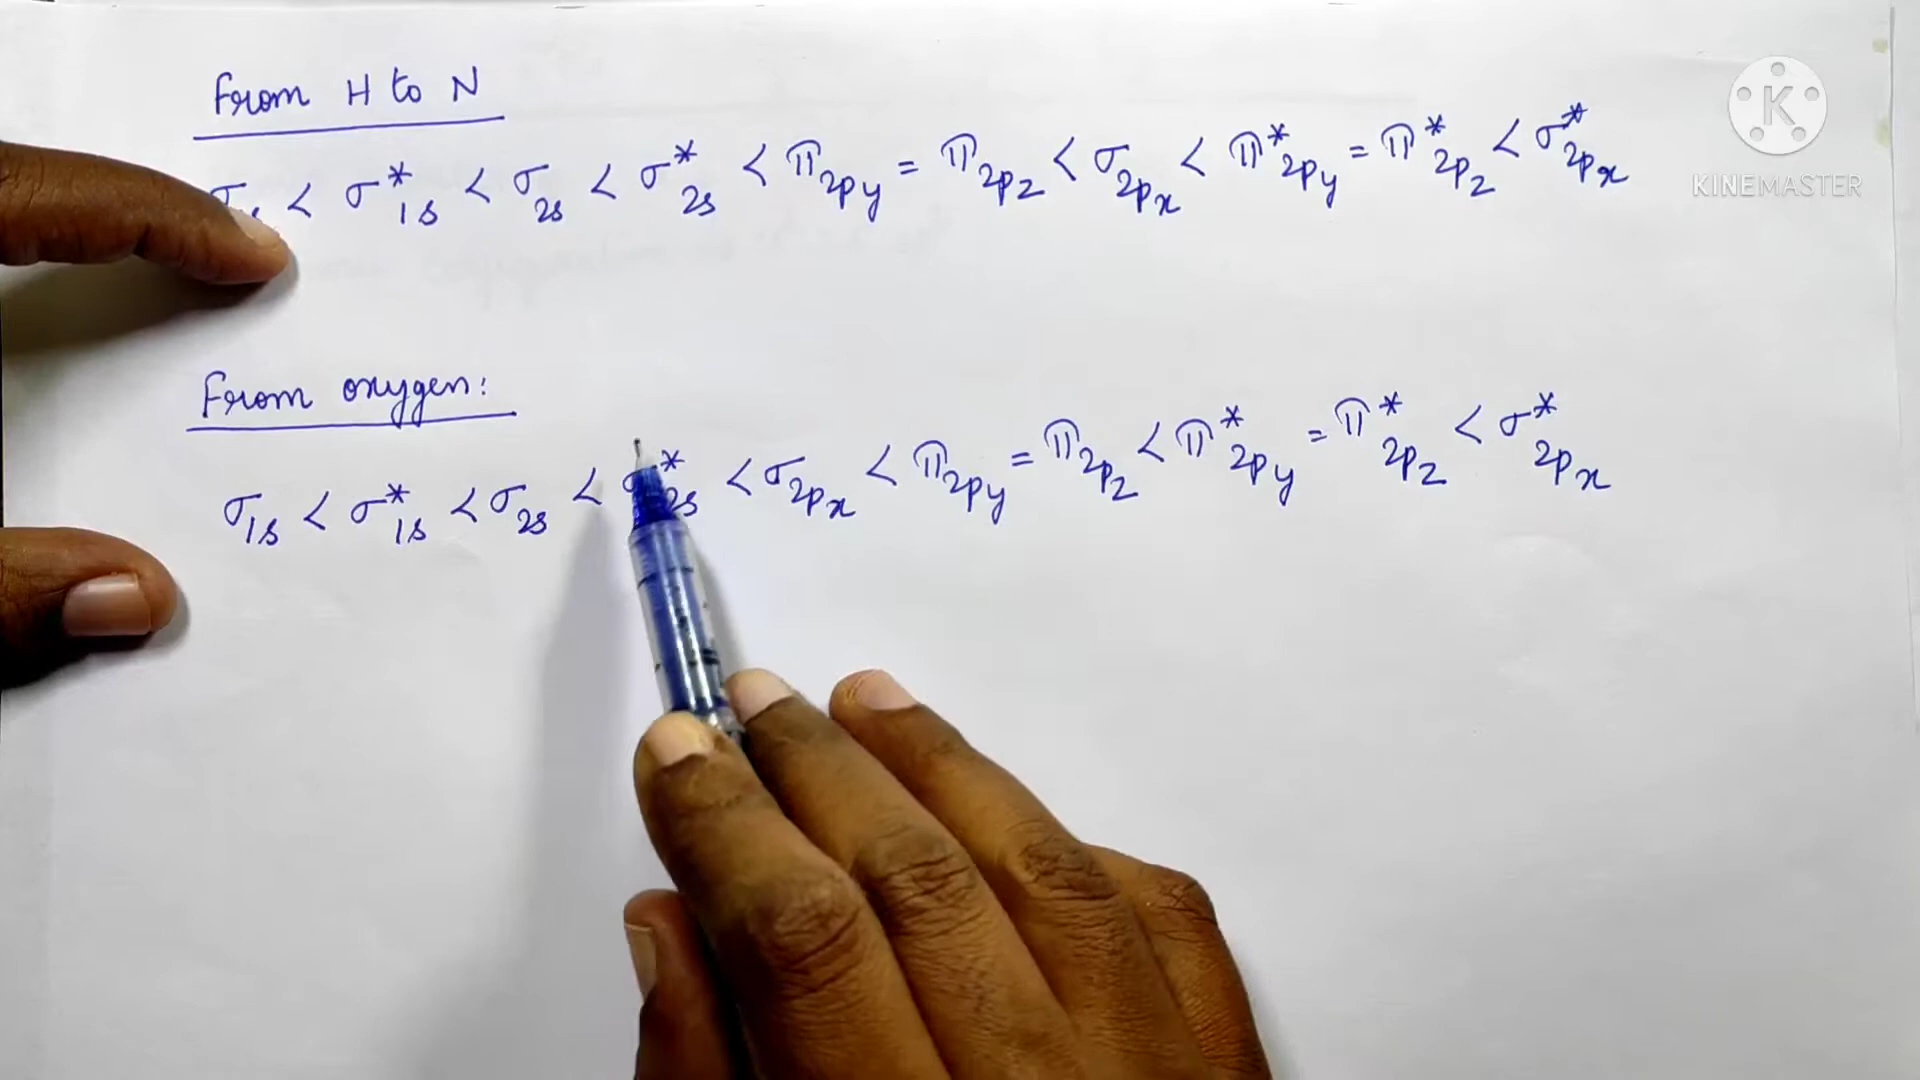 From H to N
< σ*1s < σ2s < σ*2s < π2py = π2pz < σ2px < π*2py = π*2pz < σ*2px
From oxygen:
σ1s < σ*1s < σ2s < σ*2s < σ2px < π2py = π2pz < π*2py = π*2pz < σ*2px
K
KINEMASTER